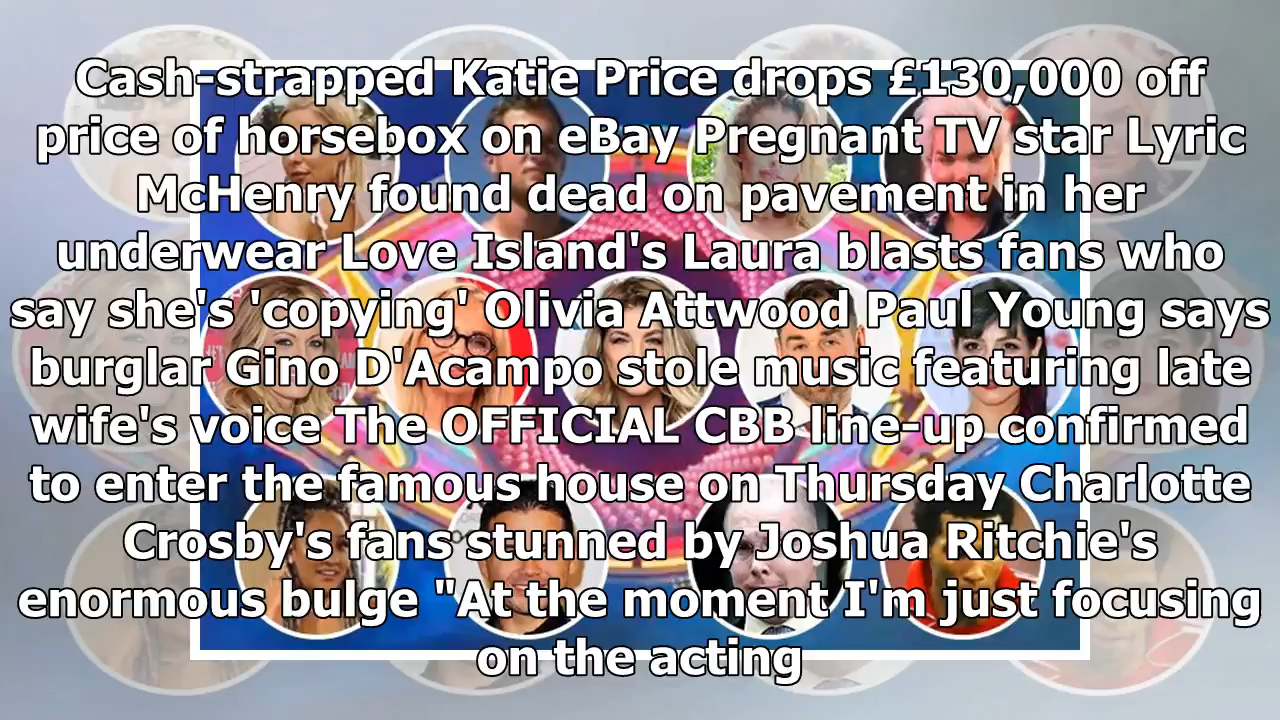 Cash-strapped Katie Price drops £130,000 off
price of horsebox on eBay Pregnant TV star Lyric
McHenry found dead on pavement in her
underwear Love Island's Laura blasts fans who
say she's 'copying' Olivia Attwood Paul Young says
burglar Gino D'Acampo stole music featuring late
wife's voice The OFFICIAL CBB line-up confirmed
to enter the famous house on Thursday Charlotte
Crosby's fans stunned by Joshua Ritchie's
enormous bulge "At the moment I'm just focusing
on the acting